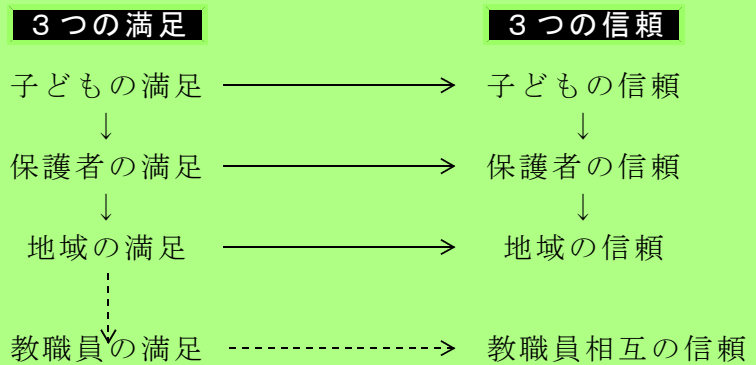 ３つの満足 ３つの信頼
子どもの満足 → 子どもの信頼
↓ ↓
保護者の満足 → 保護者の信頼
↓ ↓
地域の満足 → 地域の信頼
教職員の満足 → 教職員相互の信頼